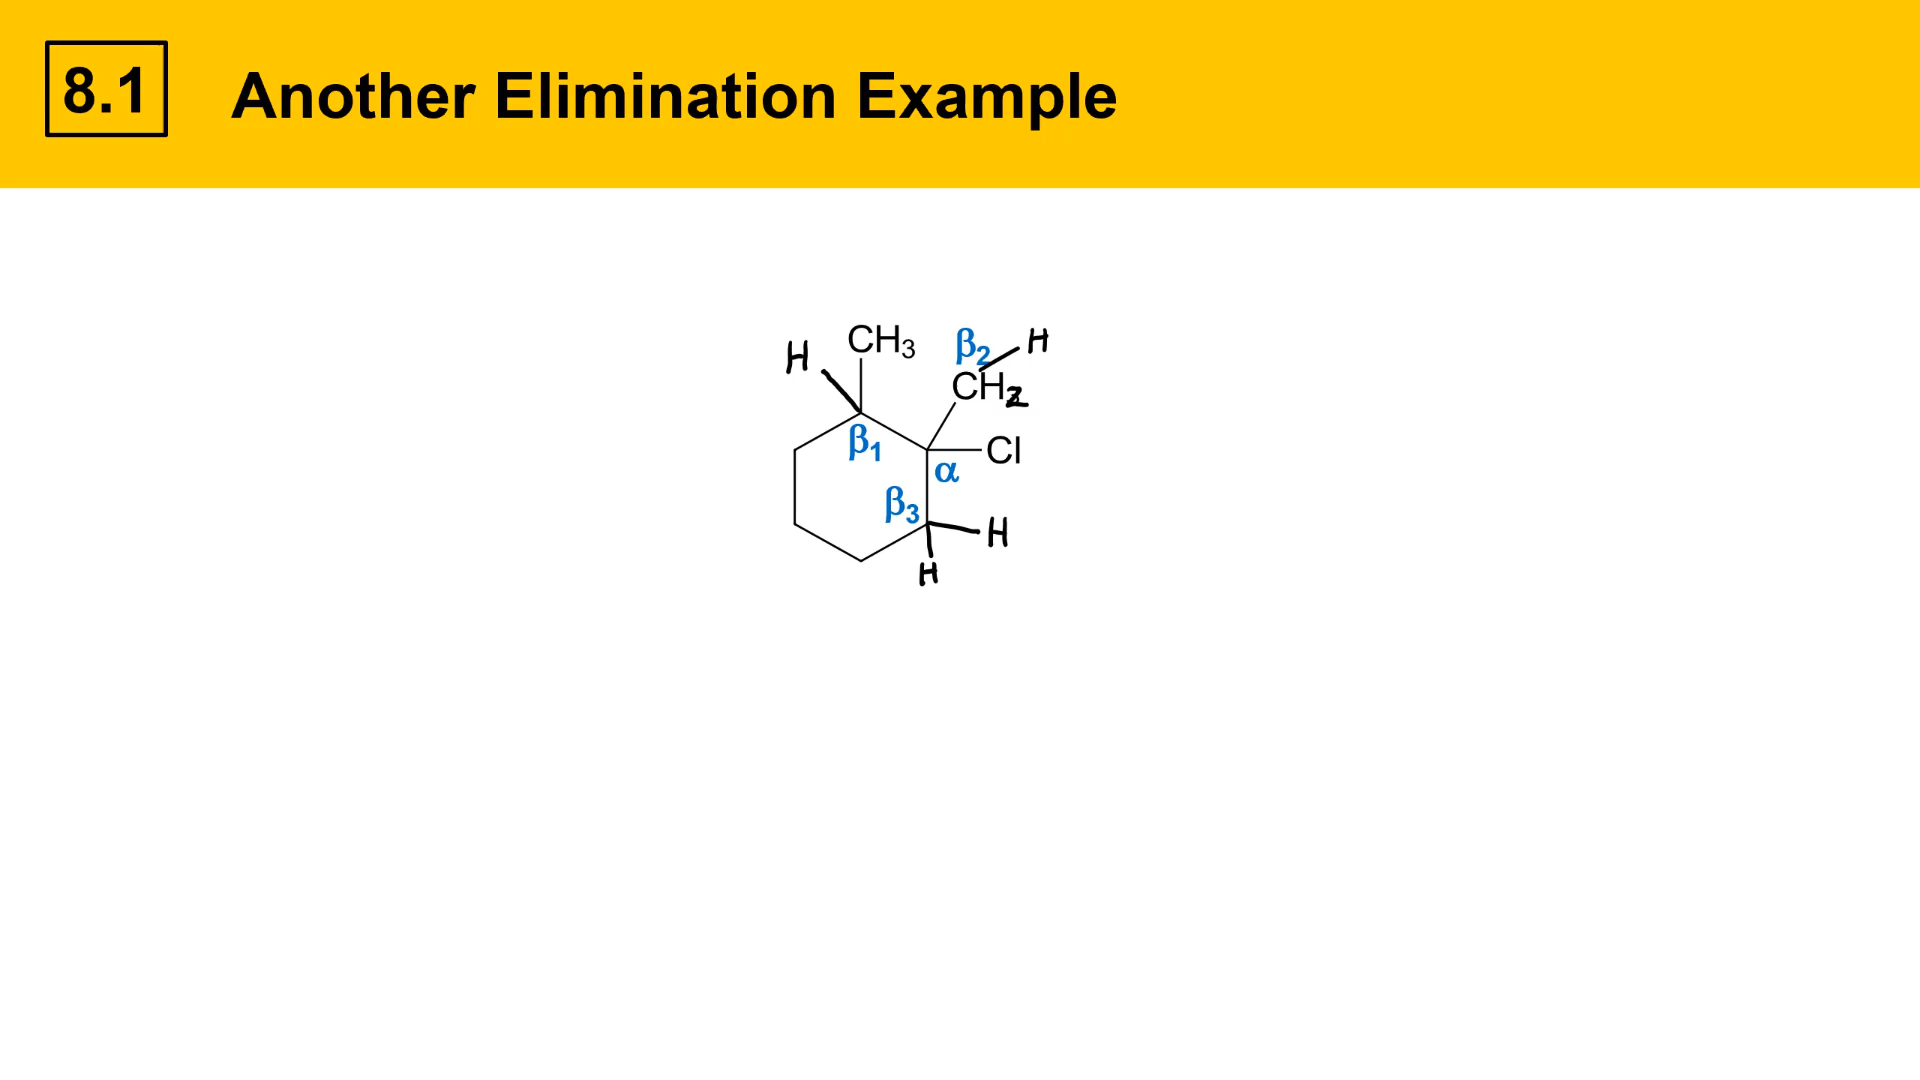 8.1 Another Elimination Example
H CH₃ β₂ H
CH₂
β₁ Cl
α
β₃
H
H